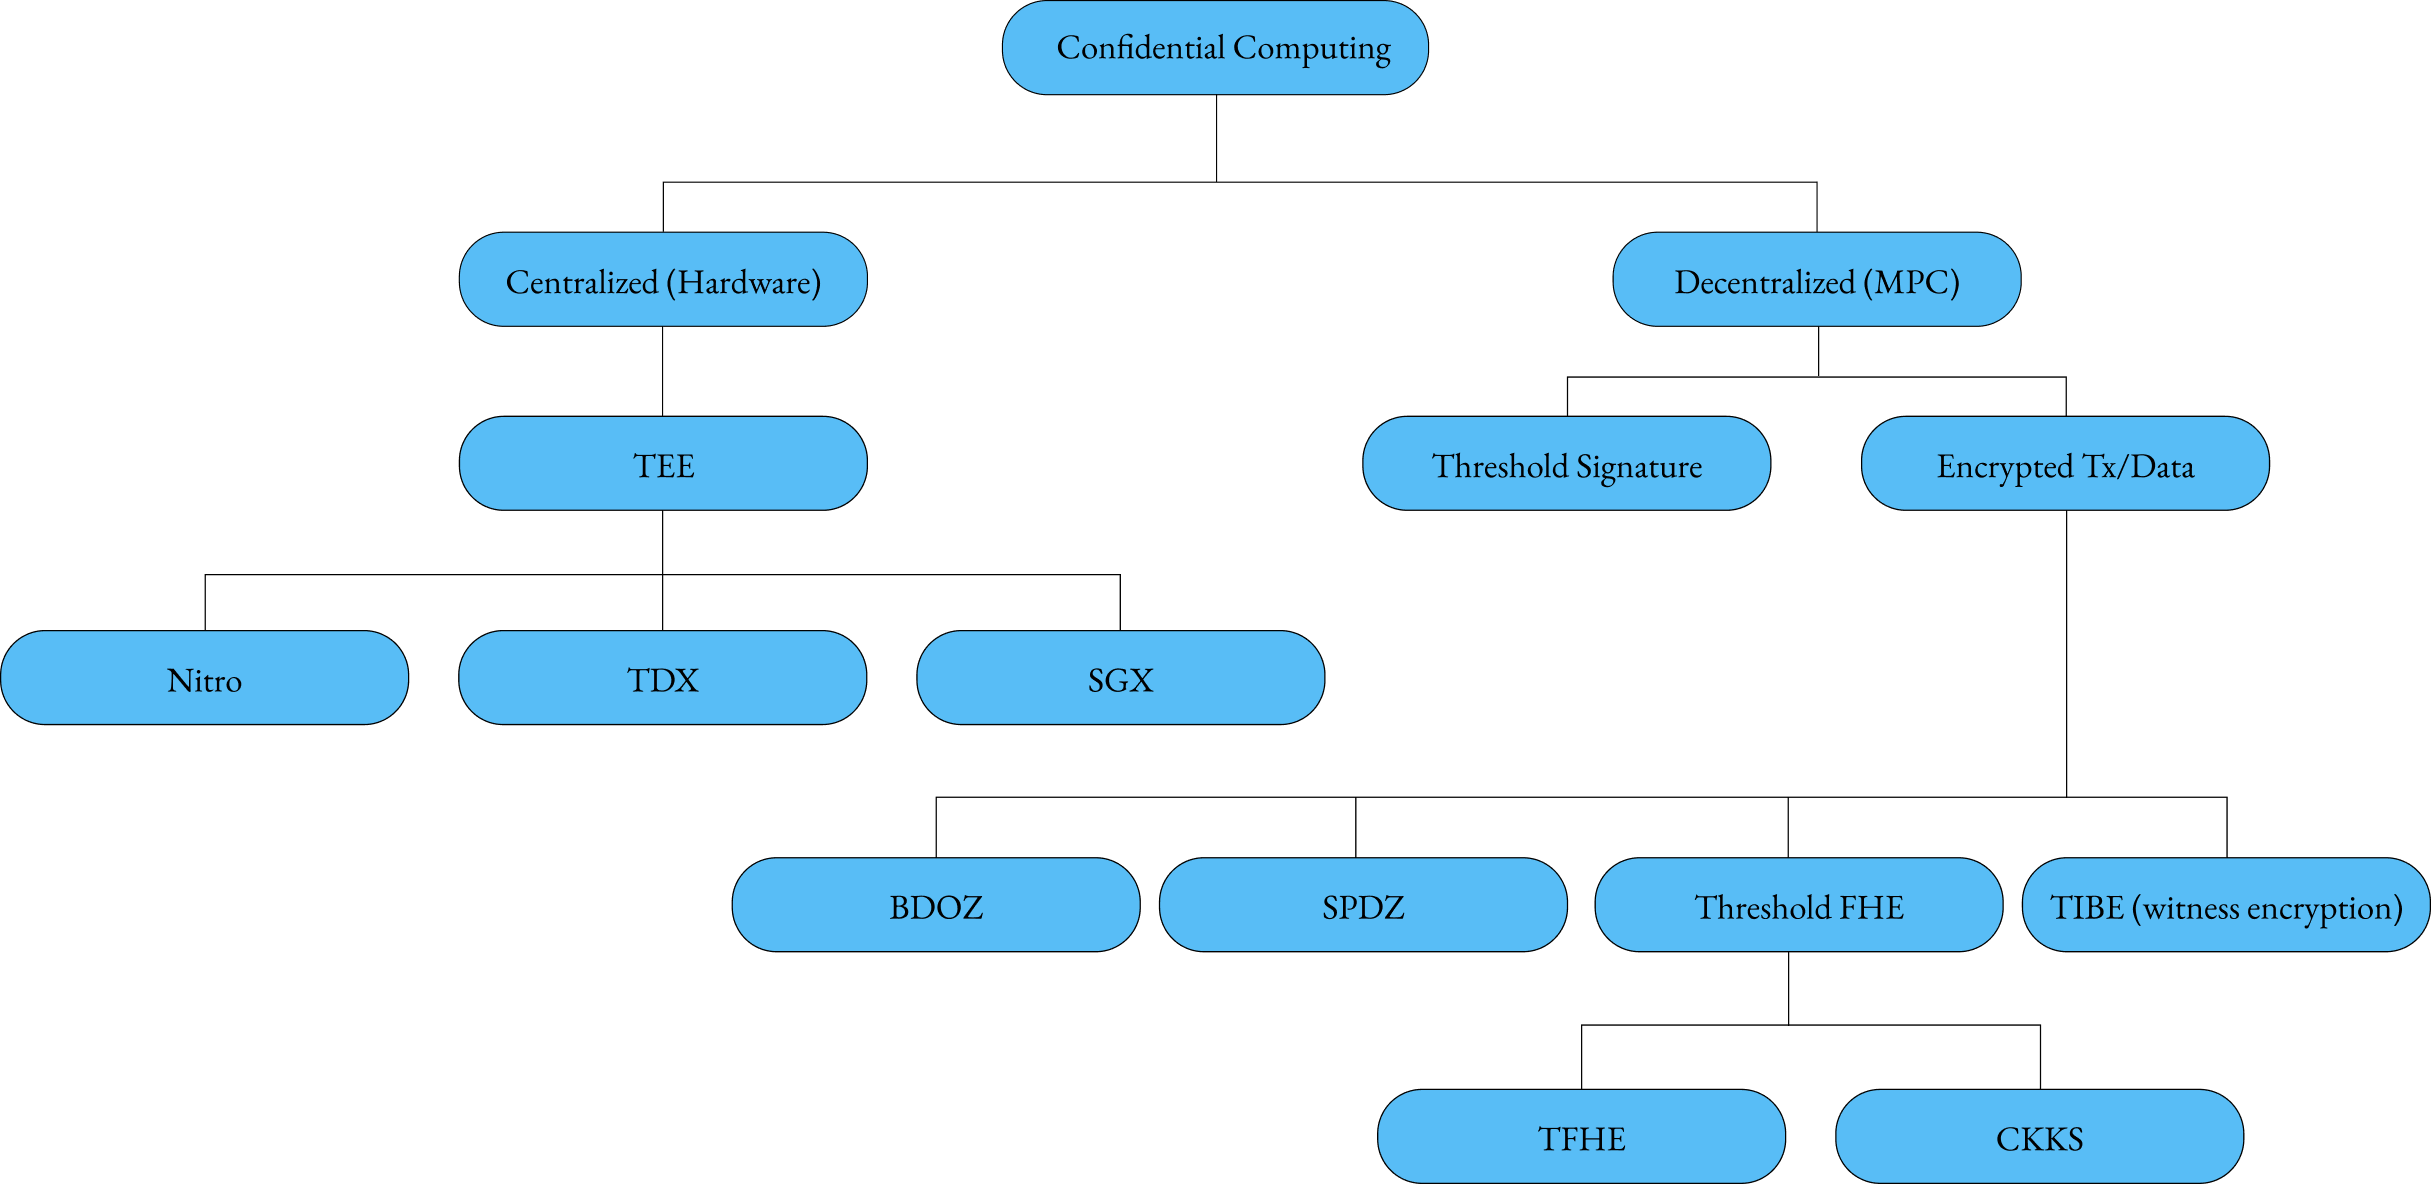 Confidential Computing
Centralized (Hardware)
Decentralized (MPC)
TEE
Threshold Signature
Encrypted Tx/Data
Nitro
TDX
SGX
BDOZ
SPDZ
Threshold FHE
TIBE (witness encryption)
TFHE
CKKS